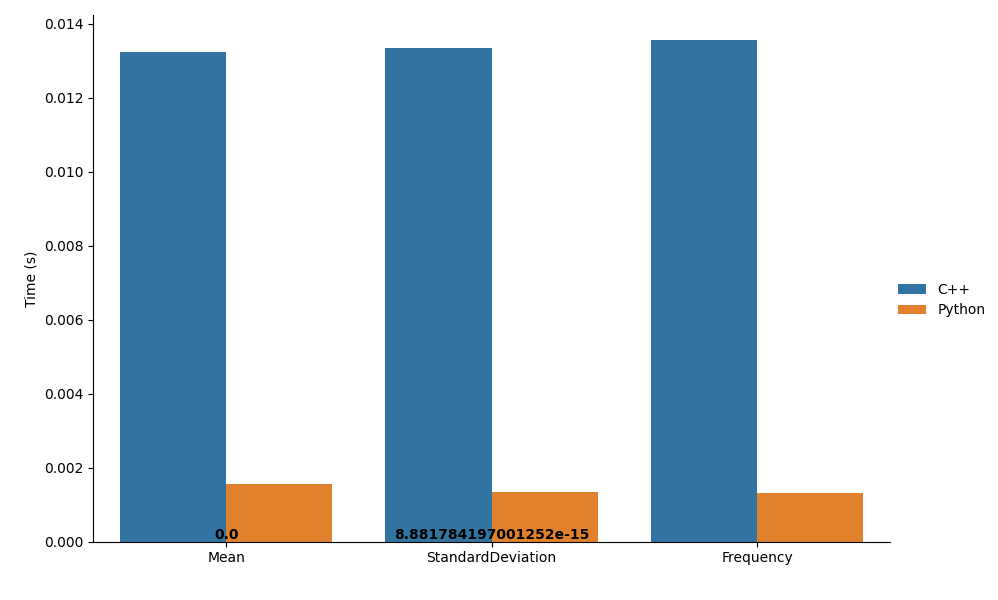 0.014
0.012
0.010
0.008
0.006
0.004
0.002
0.000
Time (s)
0.0
8.881784197001252e-15
Mean
StandardDeviation
Frequency
C++
Python